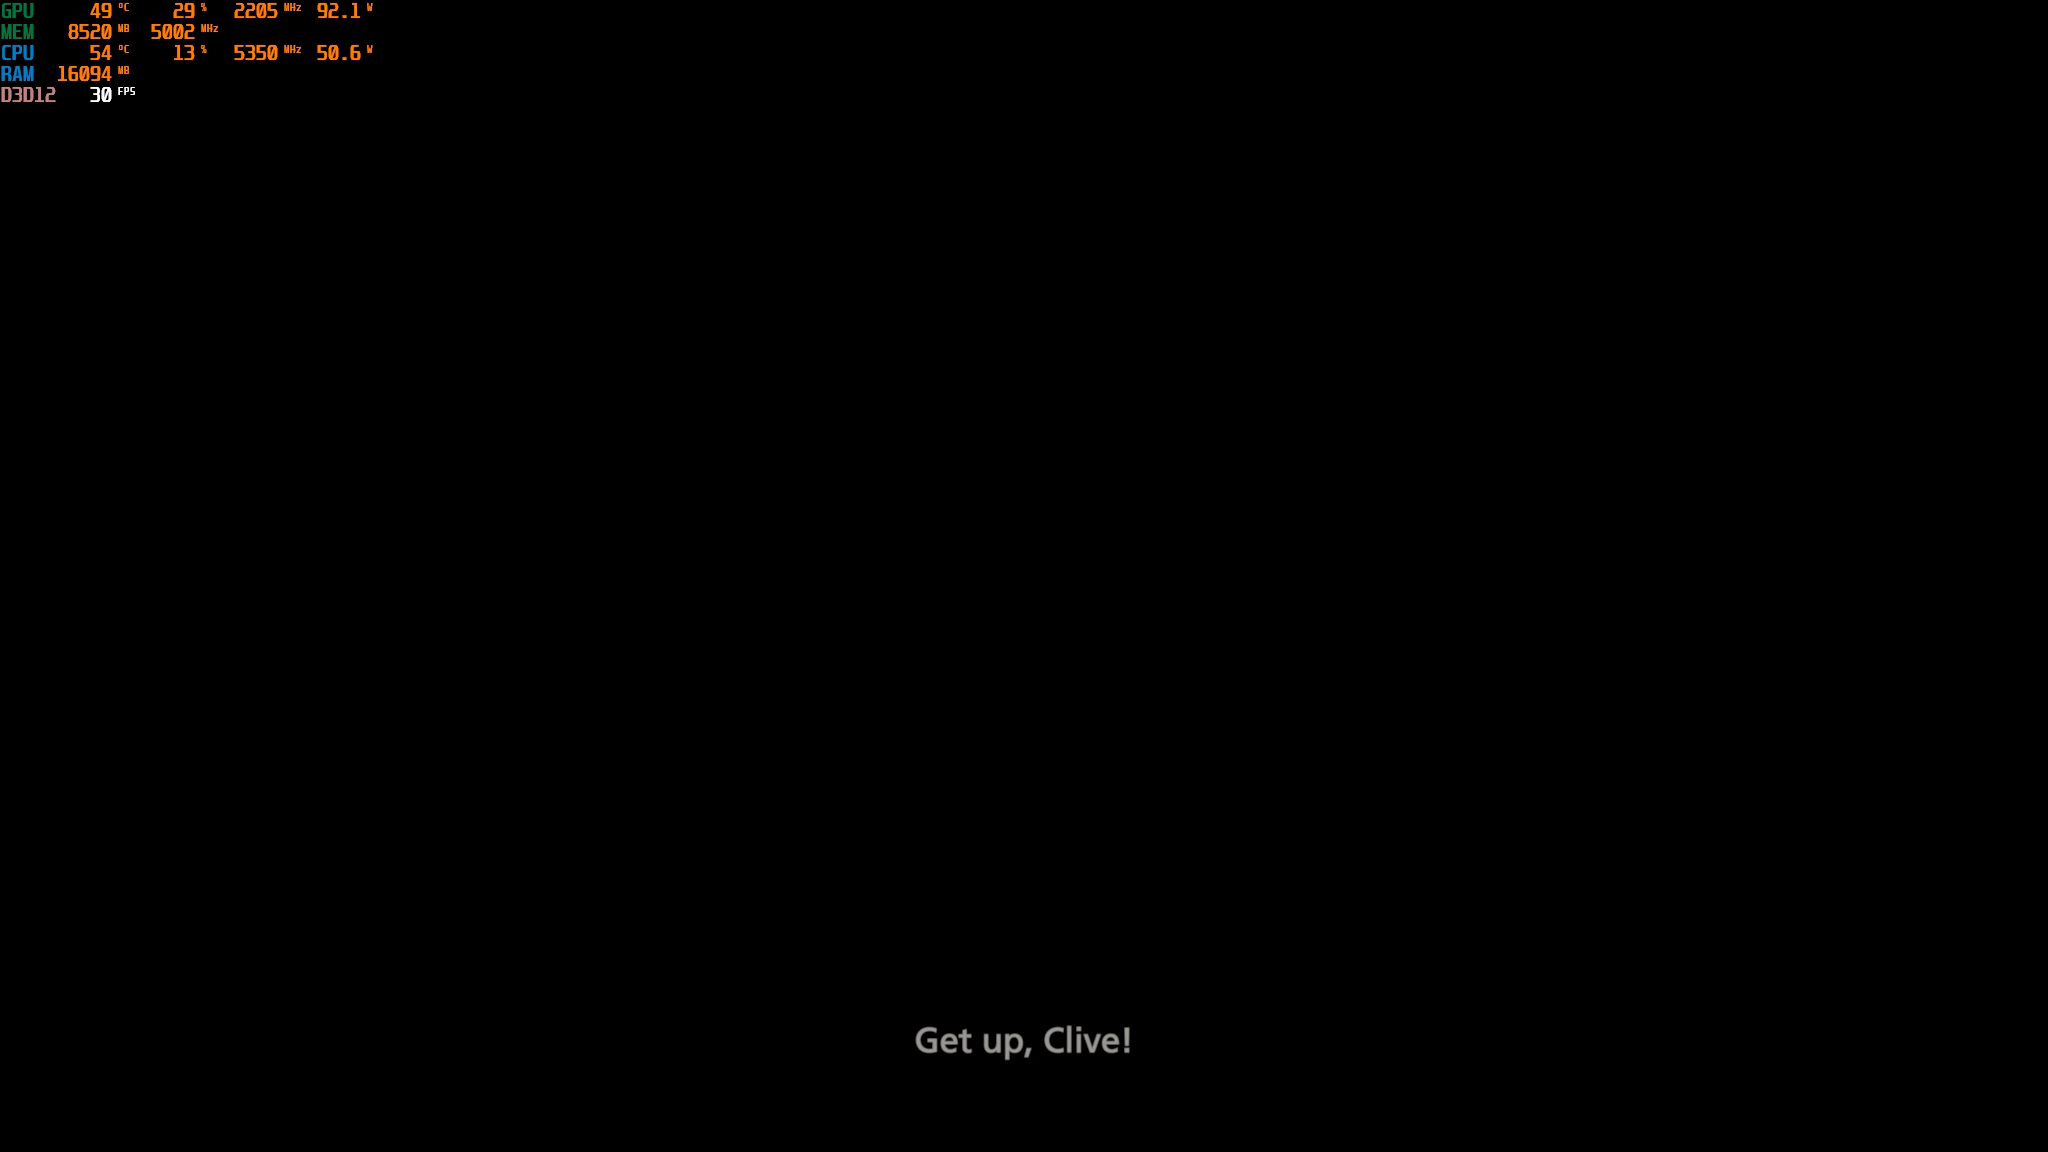 GPU 49 °C 29 % 2205 MHz 92.1 W
MEM 8520 MB 5002 MHz
CPU 54 °C 13 % 5350 MHz 50.6 W
RAM 16094 MB
D3D12 30 FPS
Get up, Clive!